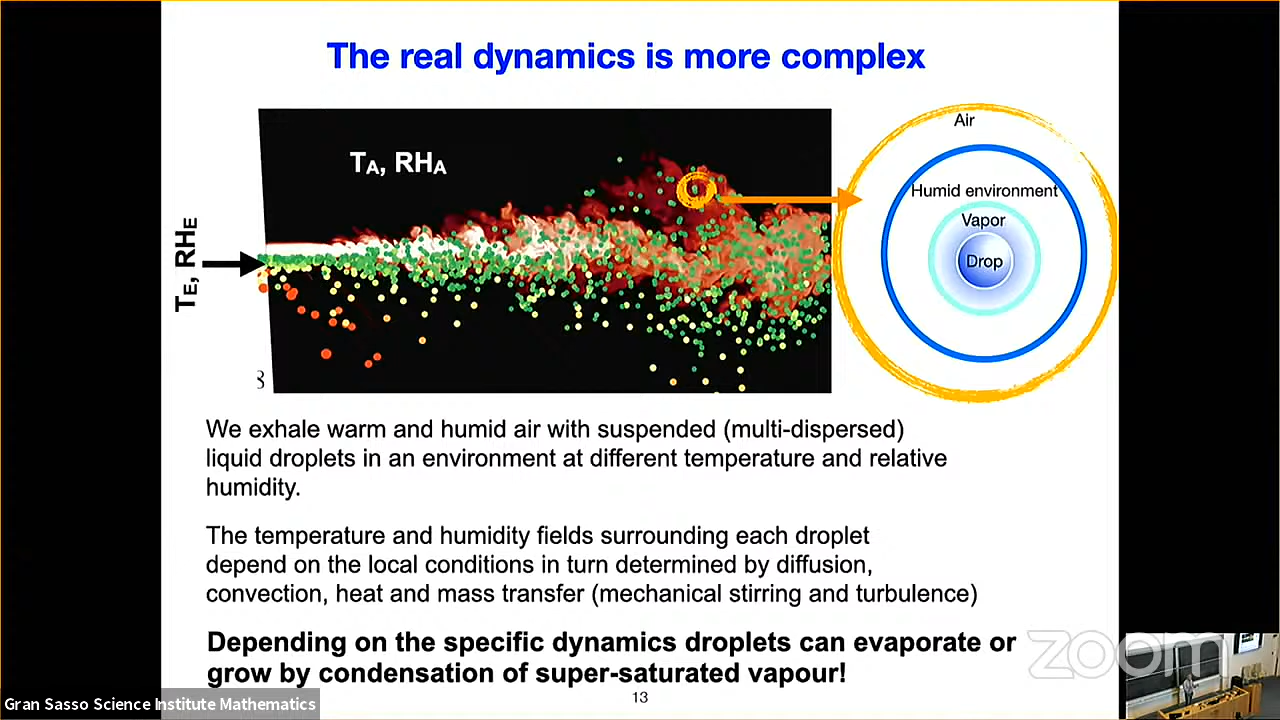 The real dynamics is more complex
TA, RHA
TE, RHE
8
Air
Humid environment
Vapor
Drop
We exhale warm and humid air with suspended (multi-dispersed)
liquid droplets in an environment at different temperature and relative
humidity.
The temperature and humidity fields surrounding each droplet
depend on the local conditions in turn determined by diffusion,
convection, heat and mass transfer (mechanical stirring and turbulence)
Depending on the specific dynamics droplets can evaporate or
grow by condensation of super-saturated vapour!
13
zoom
Gran Sasso Science Institute Mathematics